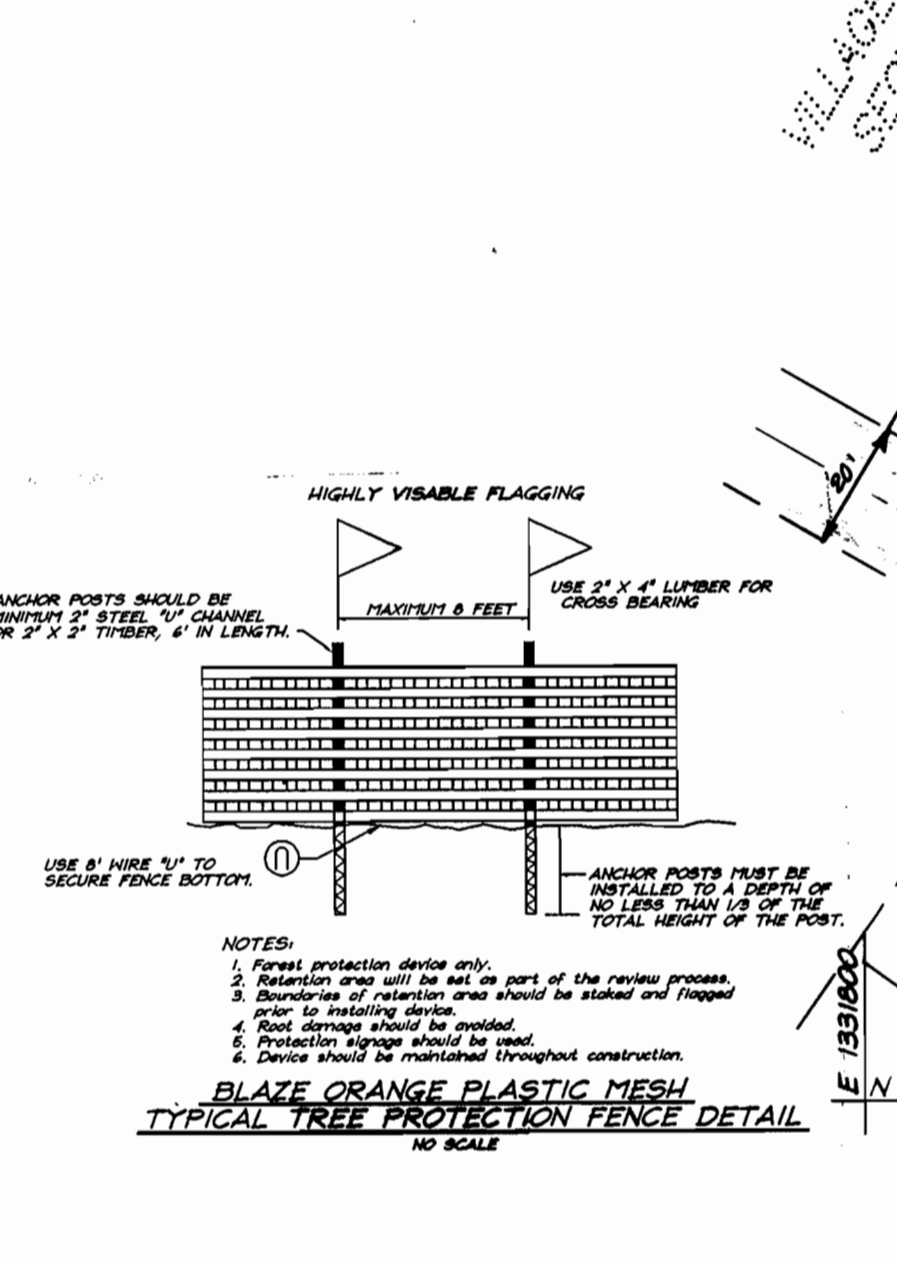 VILLAGE
HIGHLY VISABLE FLAGGING
20'
ANCHOR POSTS SHOULD BE
MINIMUM 2" STEEL "U" CHANNEL
OR 2" X 2" TIMBER, 6' IN LENGTH.
MAXIMUM 8 FEET
USE 2" X 4" LUMBER FOR
CROSS BEARING
USE 8' WIRE "U" TO
SECURE FENCE BOTTOM.
ANCHOR POSTS MUST BE
INSTALLED TO A DEPTH OF
NO LESS THAN 1/3 OF THE
TOTAL HEIGHT OF THE POST.
NOTES:
1. Forest protection device only.
2. Retention area will be set as part of the review process.
3. Boundaries of retention area should be staked and flagged
prior to installing device.
4. Root damage should be avoided.
5. Protection signage should be used.
6. Device should be maintained throughout construction.
BLAZE ORANGE PLASTIC MESH
TYPICAL TREE PROTECTION FENCE DETAIL
NO SCALE
E 1331800
N